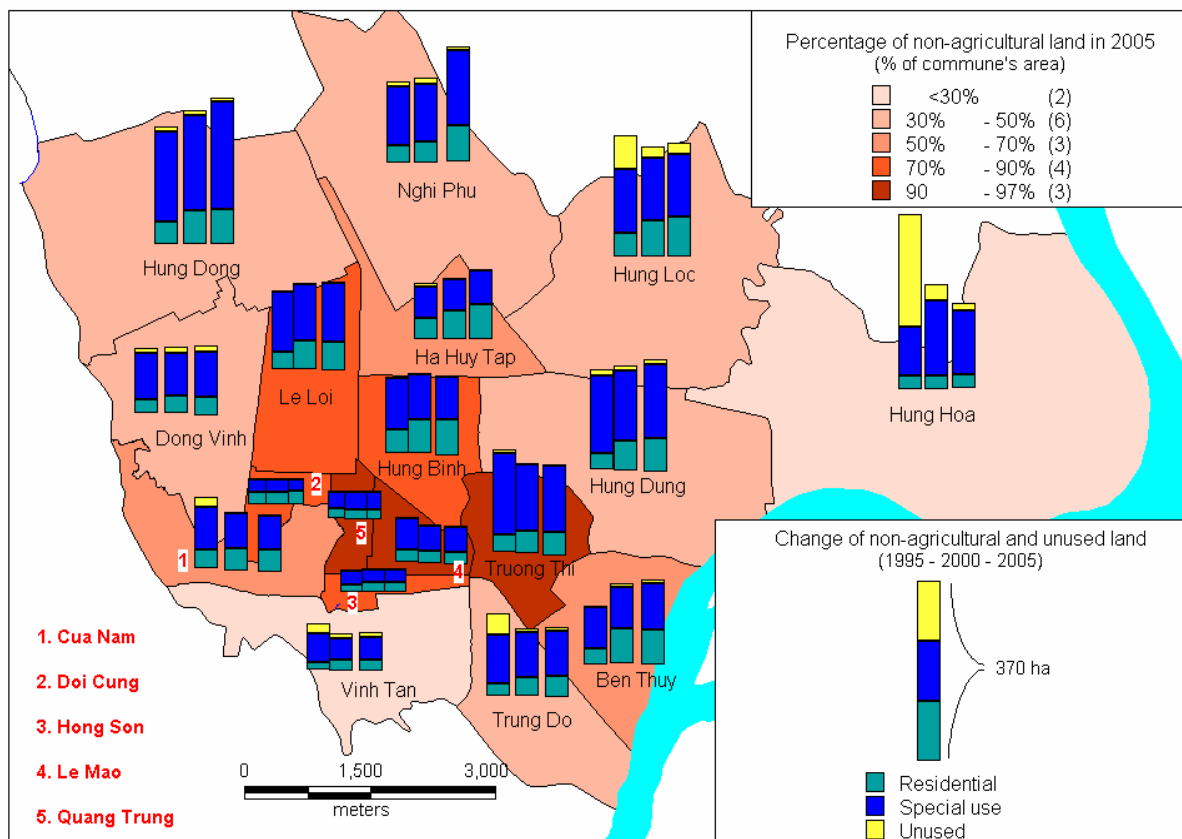 Percentage of non-agricultural land in 2005
(% of commune's area)
<30% (2)
30% - 50% (6)
50% - 70% (3)
70% - 90% (4)
90 - 97% (3)
Nghi Phu
Hung Dong
Hung Loc
Ha Huy Tap
Le Loi
Hung Hoa
Dong Vinh
Hung Binh
Hung Dung
2
5
1
4
Truong Thi
3
Vinh Tan
Ben Thuy
Trung Do
1. Cua Nam
2. Doi Cung
3. Hong Son
4. Le Mao
5. Quang Trung
0 1,500 3,000
meters
Change of non-agricultural and unused land
(1995 - 2000 - 2005)
370 ha
Residential
Special use
Unused